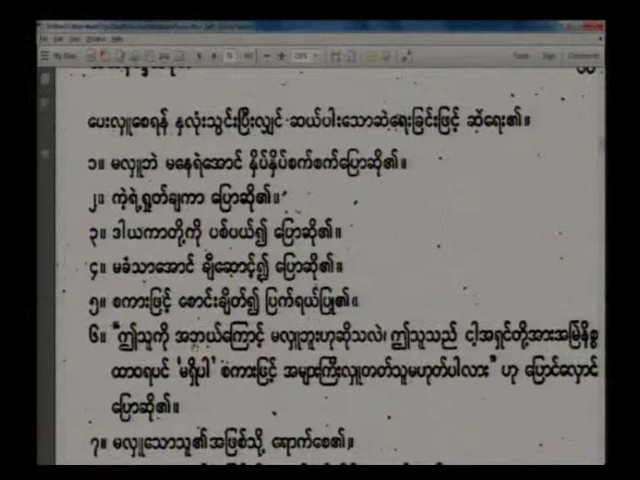 ပေးလှူစေရန် နှလုံးသွင်းပြီးလျှင် ဆယ်ပါးသောဆဲရေးခြင်းဖြင့် ဆဲရေး၏။
၁။ မလှူဘဲ မနေရဲအောင် နှိပ်နှိပ်စက်စက်ပြောဆို၏။
၂။ ကဲ့ရဲ့ရှုတ်ချကာ ပြောဆို၏။
၃။ ဒါယကာတို့ကို ပစ်ပယ်၍ ပြောဆို၏။
၄။ မခံသာအောင် ချီဆောင့်၍ ပြောဆို၏။
၅။ စကားဖြင့် စောင်းချိတ်၍ ပြက်ရယ်ပြု၏။
၆။ “ဤသူကို အဘယ်ကြောင့် မလှူဘူးဟုဆိုသလဲ၊ ဤသူသည် ငါ့အရှင်တို့အားအမြဲနိစ္စ
ထာဝရပင် ‘မရှိပါ’ စကားဖြင့် အများကြီးလှူတတ်သူမဟုတ်ပါလား” ဟု ပြောင်လှောင်
ပြောဆို၏။
၇။ မလှူသောသူ၏အဖြစ်သို့ ရောက်စေ၏။